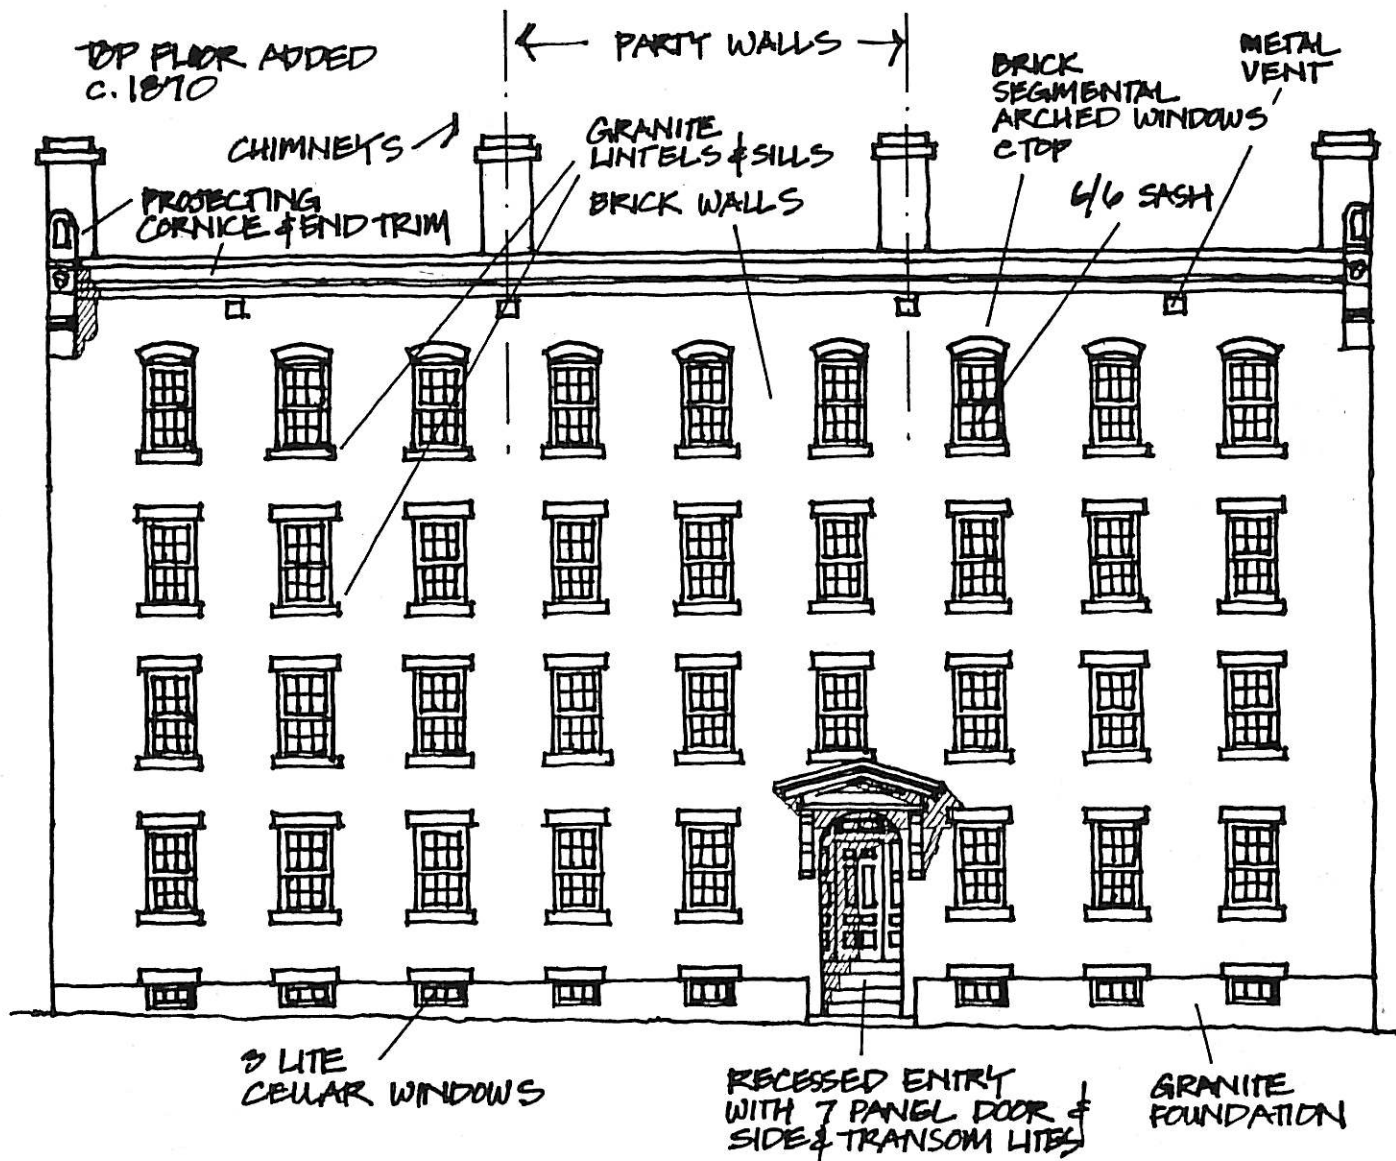 TOP FLOOR ADDED
C. 1870
PARTY WALLS
METAL
VENT
BRICK
SEGMENTAL
ARCHED WINDOWS
@ TOP
CHIMNEYS
GRANITE
LINTELS & SILLS
PROJECTING
CORNICE & END TRIM
BRICK WALLS
6/6 SASH
3 LITE
CELLAR WINDOWS
RECESSED ENTRY
WITH 7 PANEL DOOR &
SIDE & TRANSOM LITES
GRANITE
FOUNDATION